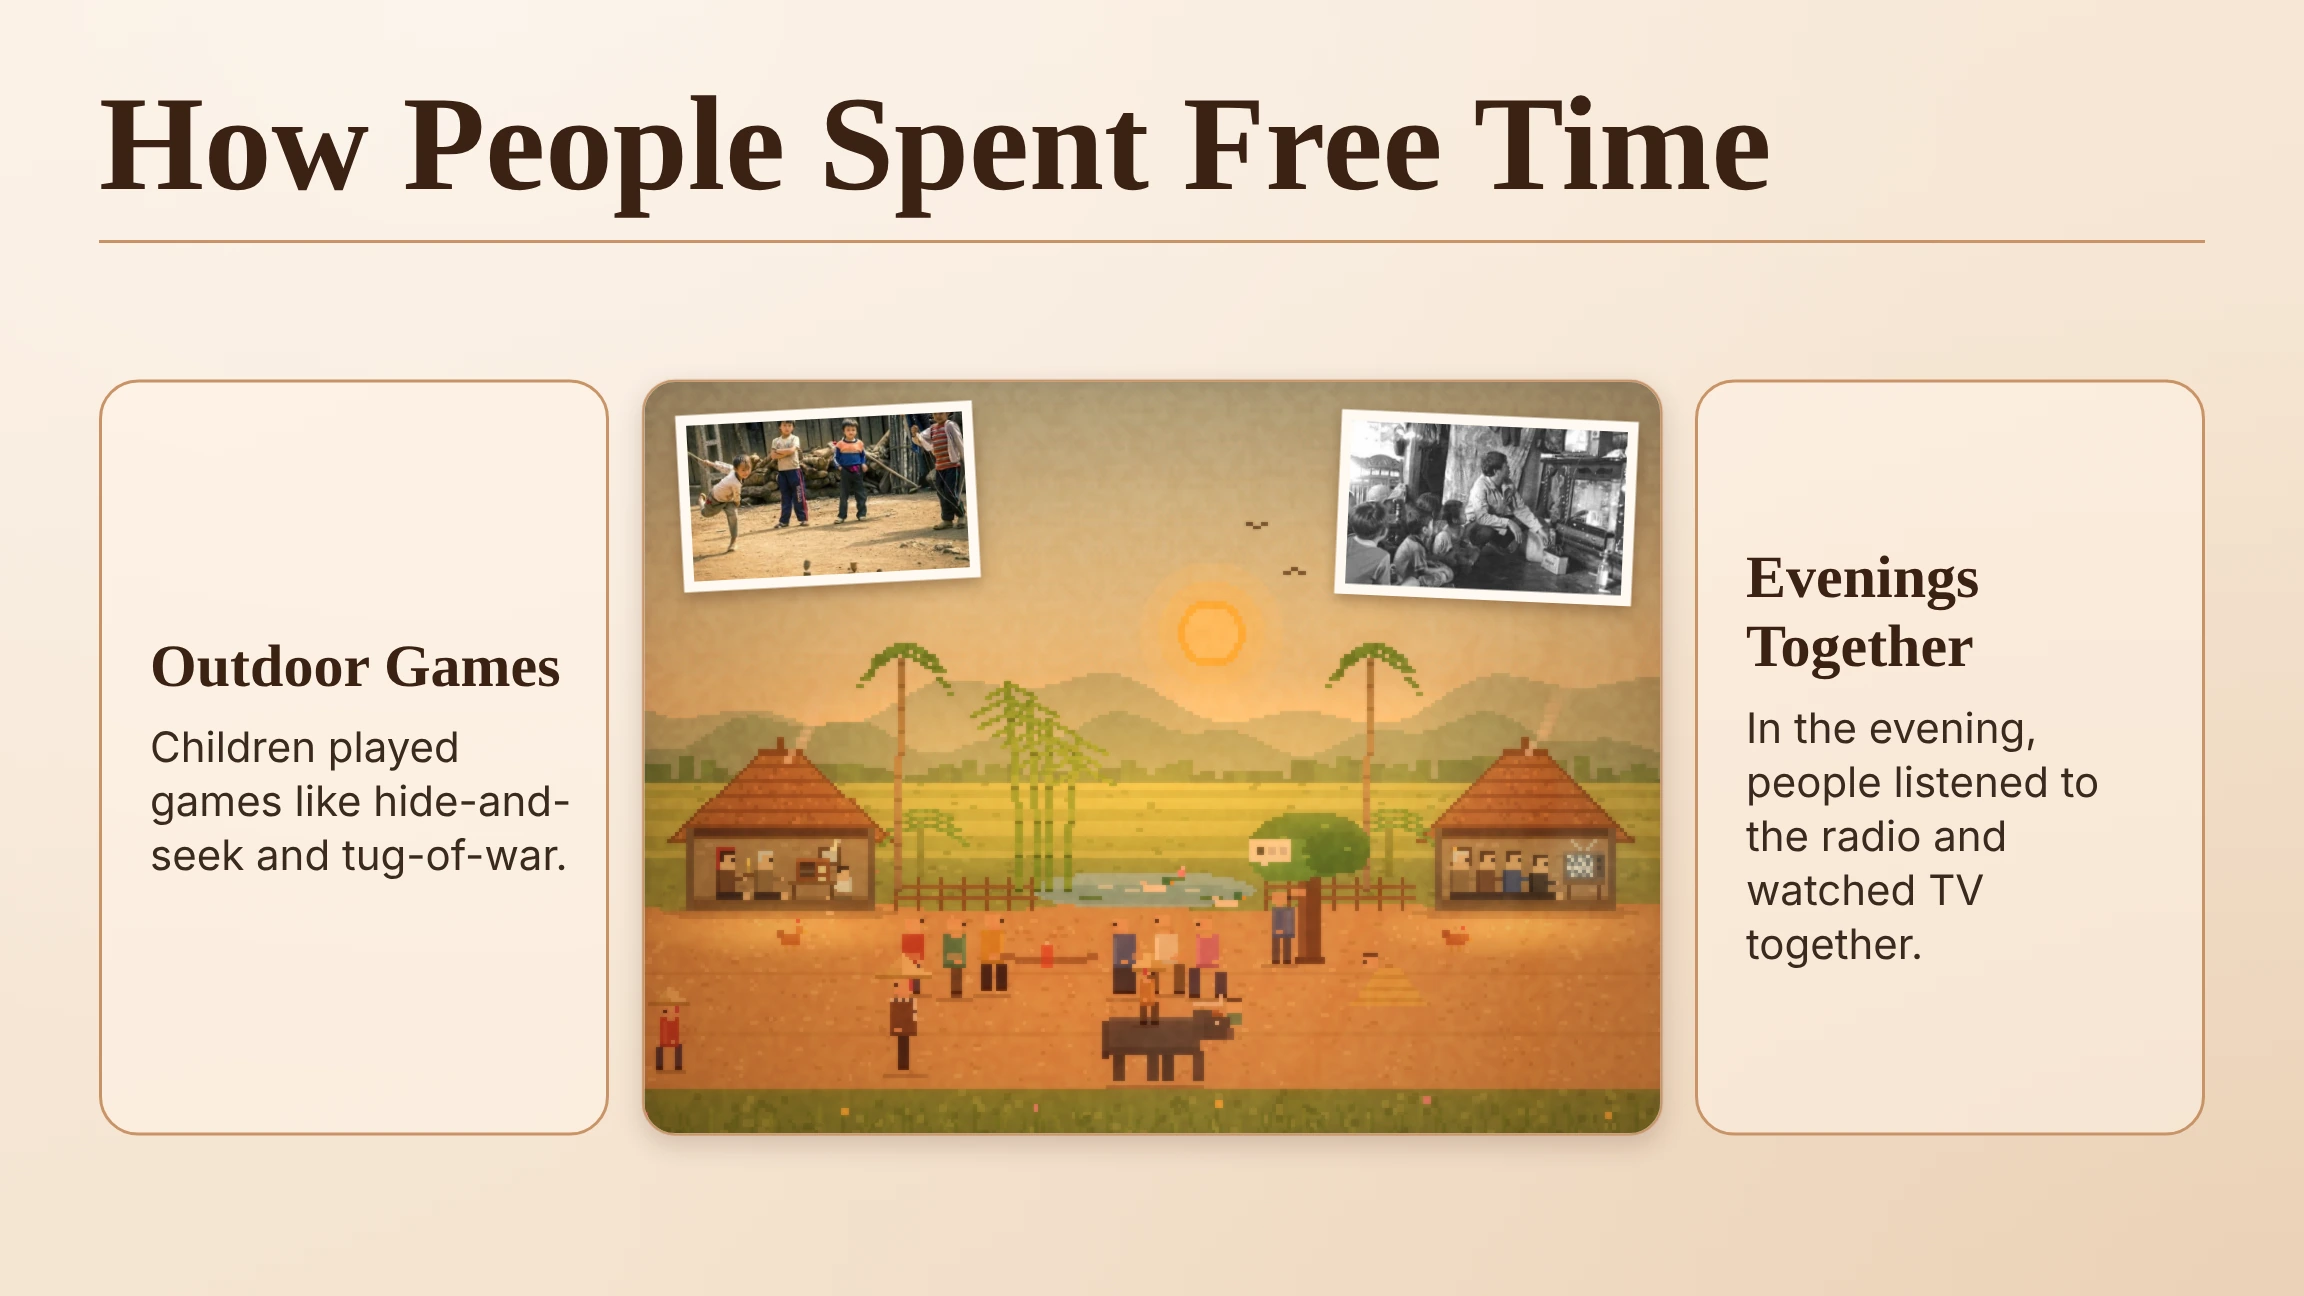 How People Spent Free Time
Outdoor Games
Children played
games like hide-and-
seek and tug-of-war.
Evenings
Together
In the evening,
people listened to
the radio and
watched TV
together.